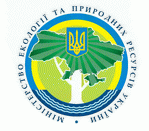 МІНІСТЕРСТВО ЕКОЛОГІЇ ТА ПРИРОДНИХ РЕСУРСІВ УКРАЇНИ